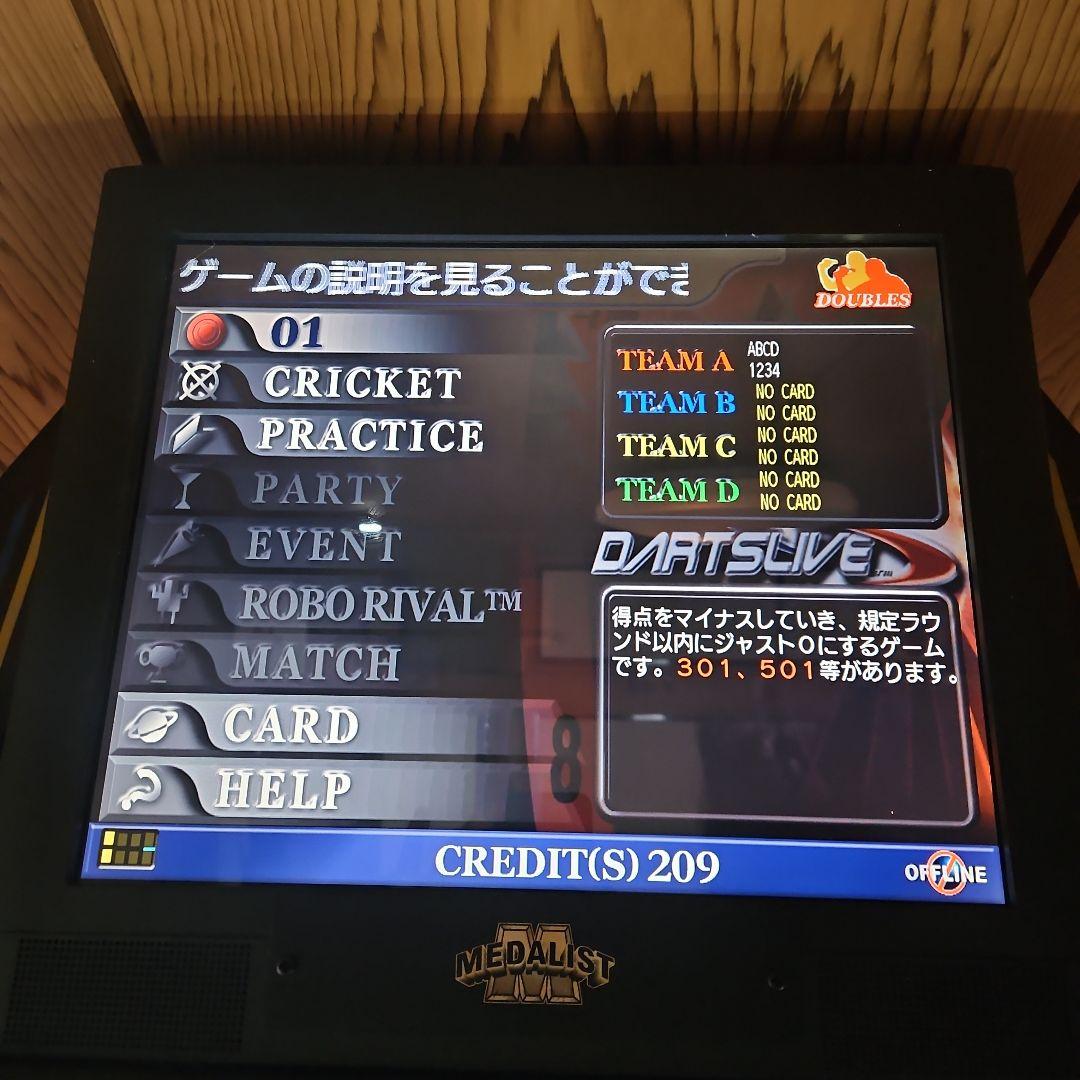 ゲームの説明を見ることができ
DOUBLES
01
CRICKET
PRACTICE
PARTY
EVENT
ROBO RIVAL™
MATCH
CARD
HELP
TEAM A ABCD
1234
TEAM B NO CARD
NO CARD
TEAM C NO CARD
NO CARD
TEAM D NO CARD
NO CARD
DARTSLIVE
得点をマイナスしていき、規定ラウ
ンド以内にジャスト０にするゲーム
です。３０１、５０１等があります。
8
CREDIT(S) 209
OFFLINE
MEDALIST
M